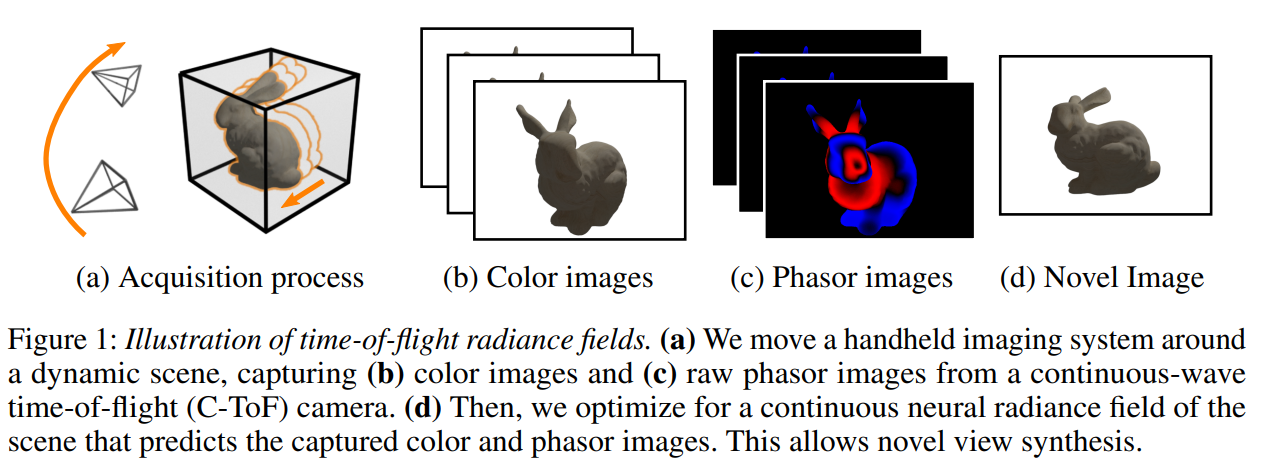 (a) Acquisition process
(b) Color images
(c) Phasor images
(d) Novel Image
Figure 1: Illustration of time-of-flight radiance fields. (a) We move a handheld imaging system around
a dynamic scene, capturing (b) color images and (c) raw phasor images from a continuous-wave
time-of-flight (C-ToF) camera. (d) Then, we optimize for a continuous neural radiance field of the
scene that predicts the captured color and phasor images. This allows novel view synthesis.